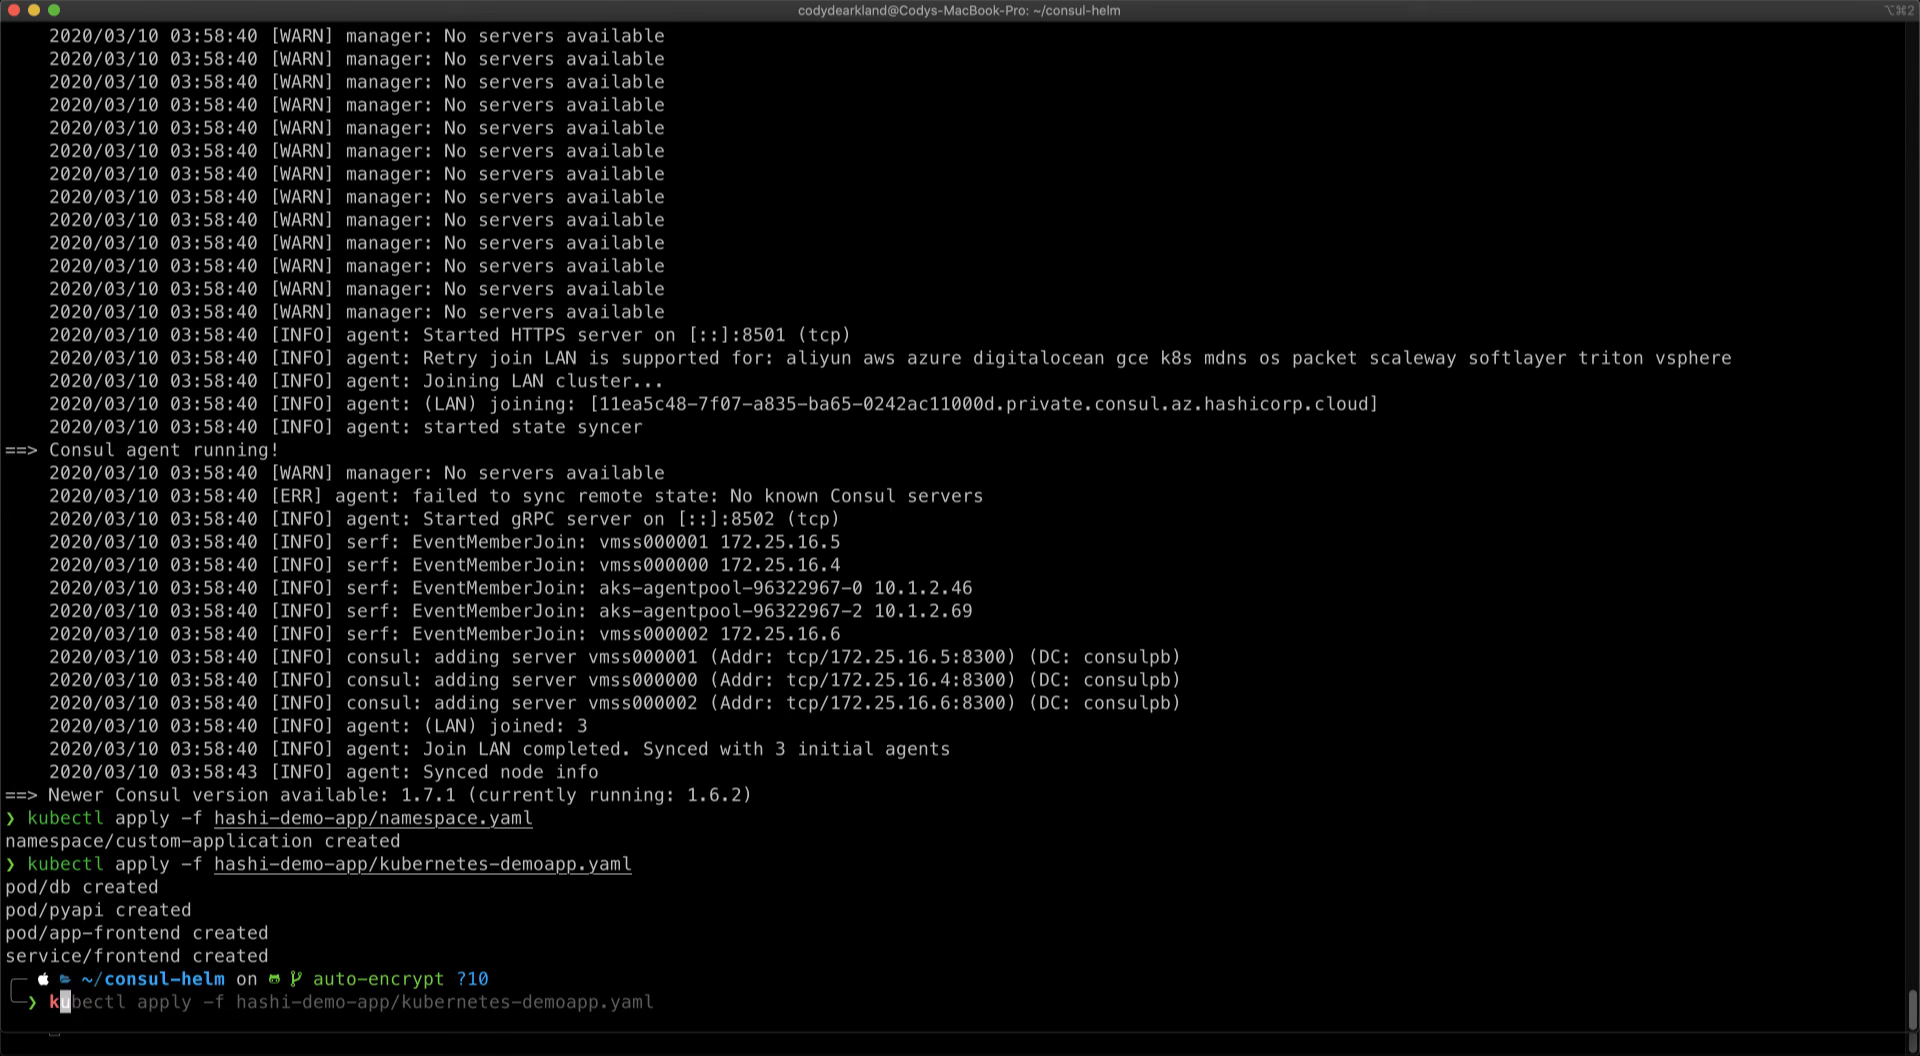 codydearkland@Codys-MacBook-Pro: ~/consul-helm
⌥⌘2
2020/03/10 03:58:40 [WARN] manager: No servers available
2020/03/10 03:58:40 [WARN] manager: No servers available
2020/03/10 03:58:40 [WARN] manager: No servers available
2020/03/10 03:58:40 [WARN] manager: No servers available
2020/03/10 03:58:40 [WARN] manager: No servers available
2020/03/10 03:58:40 [WARN] manager: No servers available
2020/03/10 03:58:40 [WARN] manager: No servers available
2020/03/10 03:58:40 [WARN] manager: No servers available
2020/03/10 03:58:40 [WARN] manager: No servers available
2020/03/10 03:58:40 [WARN] manager: No servers available
2020/03/10 03:58:40 [WARN] manager: No servers available
2020/03/10 03:58:40 [WARN] manager: No servers available
2020/03/10 03:58:40 [WARN] manager: No servers available
2020/03/10 03:58:40 [INFO] agent: Started HTTPS server on [::]:8501 (tcp)
2020/03/10 03:58:40 [INFO] agent: Retry join LAN is supported for: aliyun aws azure digitalocean gce k8s mdns os packet scaleway softlayer triton vsphere
2020/03/10 03:58:40 [INFO] agent: Joining LAN cluster...
2020/03/10 03:58:40 [INFO] agent: (LAN) joining: [11ea5c48-7f07-a835-ba65-0242ac11000d.private.consul.az.hashicorp.cloud]
2020/03/10 03:58:40 [INFO] agent: started state syncer
==> Consul agent running!
2020/03/10 03:58:40 [WARN] manager: No servers available
2020/03/10 03:58:40 [ERR] agent: failed to sync remote state: No known Consul servers
2020/03/10 03:58:40 [INFO] agent: Started gRPC server on [::]:8502 (tcp)
2020/03/10 03:58:40 [INFO] serf: EventMemberJoin: vmss000001 172.25.16.5
2020/03/10 03:58:40 [INFO] serf: EventMemberJoin: vmss000000 172.25.16.4
2020/03/10 03:58:40 [INFO] serf: EventMemberJoin: aks-agentpool-96322967-0 10.1.2.46
2020/03/10 03:58:40 [INFO] serf: EventMemberJoin: aks-agentpool-96322967-2 10.1.2.69
2020/03/10 03:58:40 [INFO] serf: EventMemberJoin: vmss000002 172.25.16.6
2020/03/10 03:58:40 [INFO] consul: adding server vmss000001 (Addr: tcp/172.25.16.5:8300) (DC: consulpb)
2020/03/10 03:58:40 [INFO] consul: adding server vmss000000 (Addr: tcp/172.25.16.4:8300) (DC: consulpb)
2020/03/10 03:58:40 [INFO] consul: adding server vmss000002 (Addr: tcp/172.25.16.6:8300) (DC: consulpb)
2020/03/10 03:58:40 [INFO] agent: (LAN) joined: 3
2020/03/10 03:58:40 [INFO] agent: Join LAN completed. Synced with 3 initial agents
2020/03/10 03:58:43 [INFO] agent: Synced node info
==> Newer Consul version available: 1.7.1 (currently running: 1.6.2)
❯ kubectl apply -f hashi-demo-app/namespace.yaml
namespace/custom-application created
❯ kubectl apply -f hashi-demo-app/kubernetes-demoapp.yaml
pod/db created
pod/pyapi created
pod/app-frontend created
service/frontend created
~/consul-helm on auto-encrypt ?10
❯ kubectl apply -f hashi-demo-app/kubernetes-demoapp.yaml